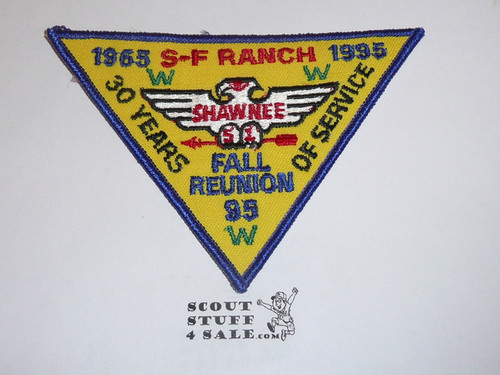 1965 S-F RANCH 1995
W W
30 YEARS
OF SERVICE
SHAWNEE
51
FALL
REUNION
95
W
SCOUT
STUFF
4 SALE.COM